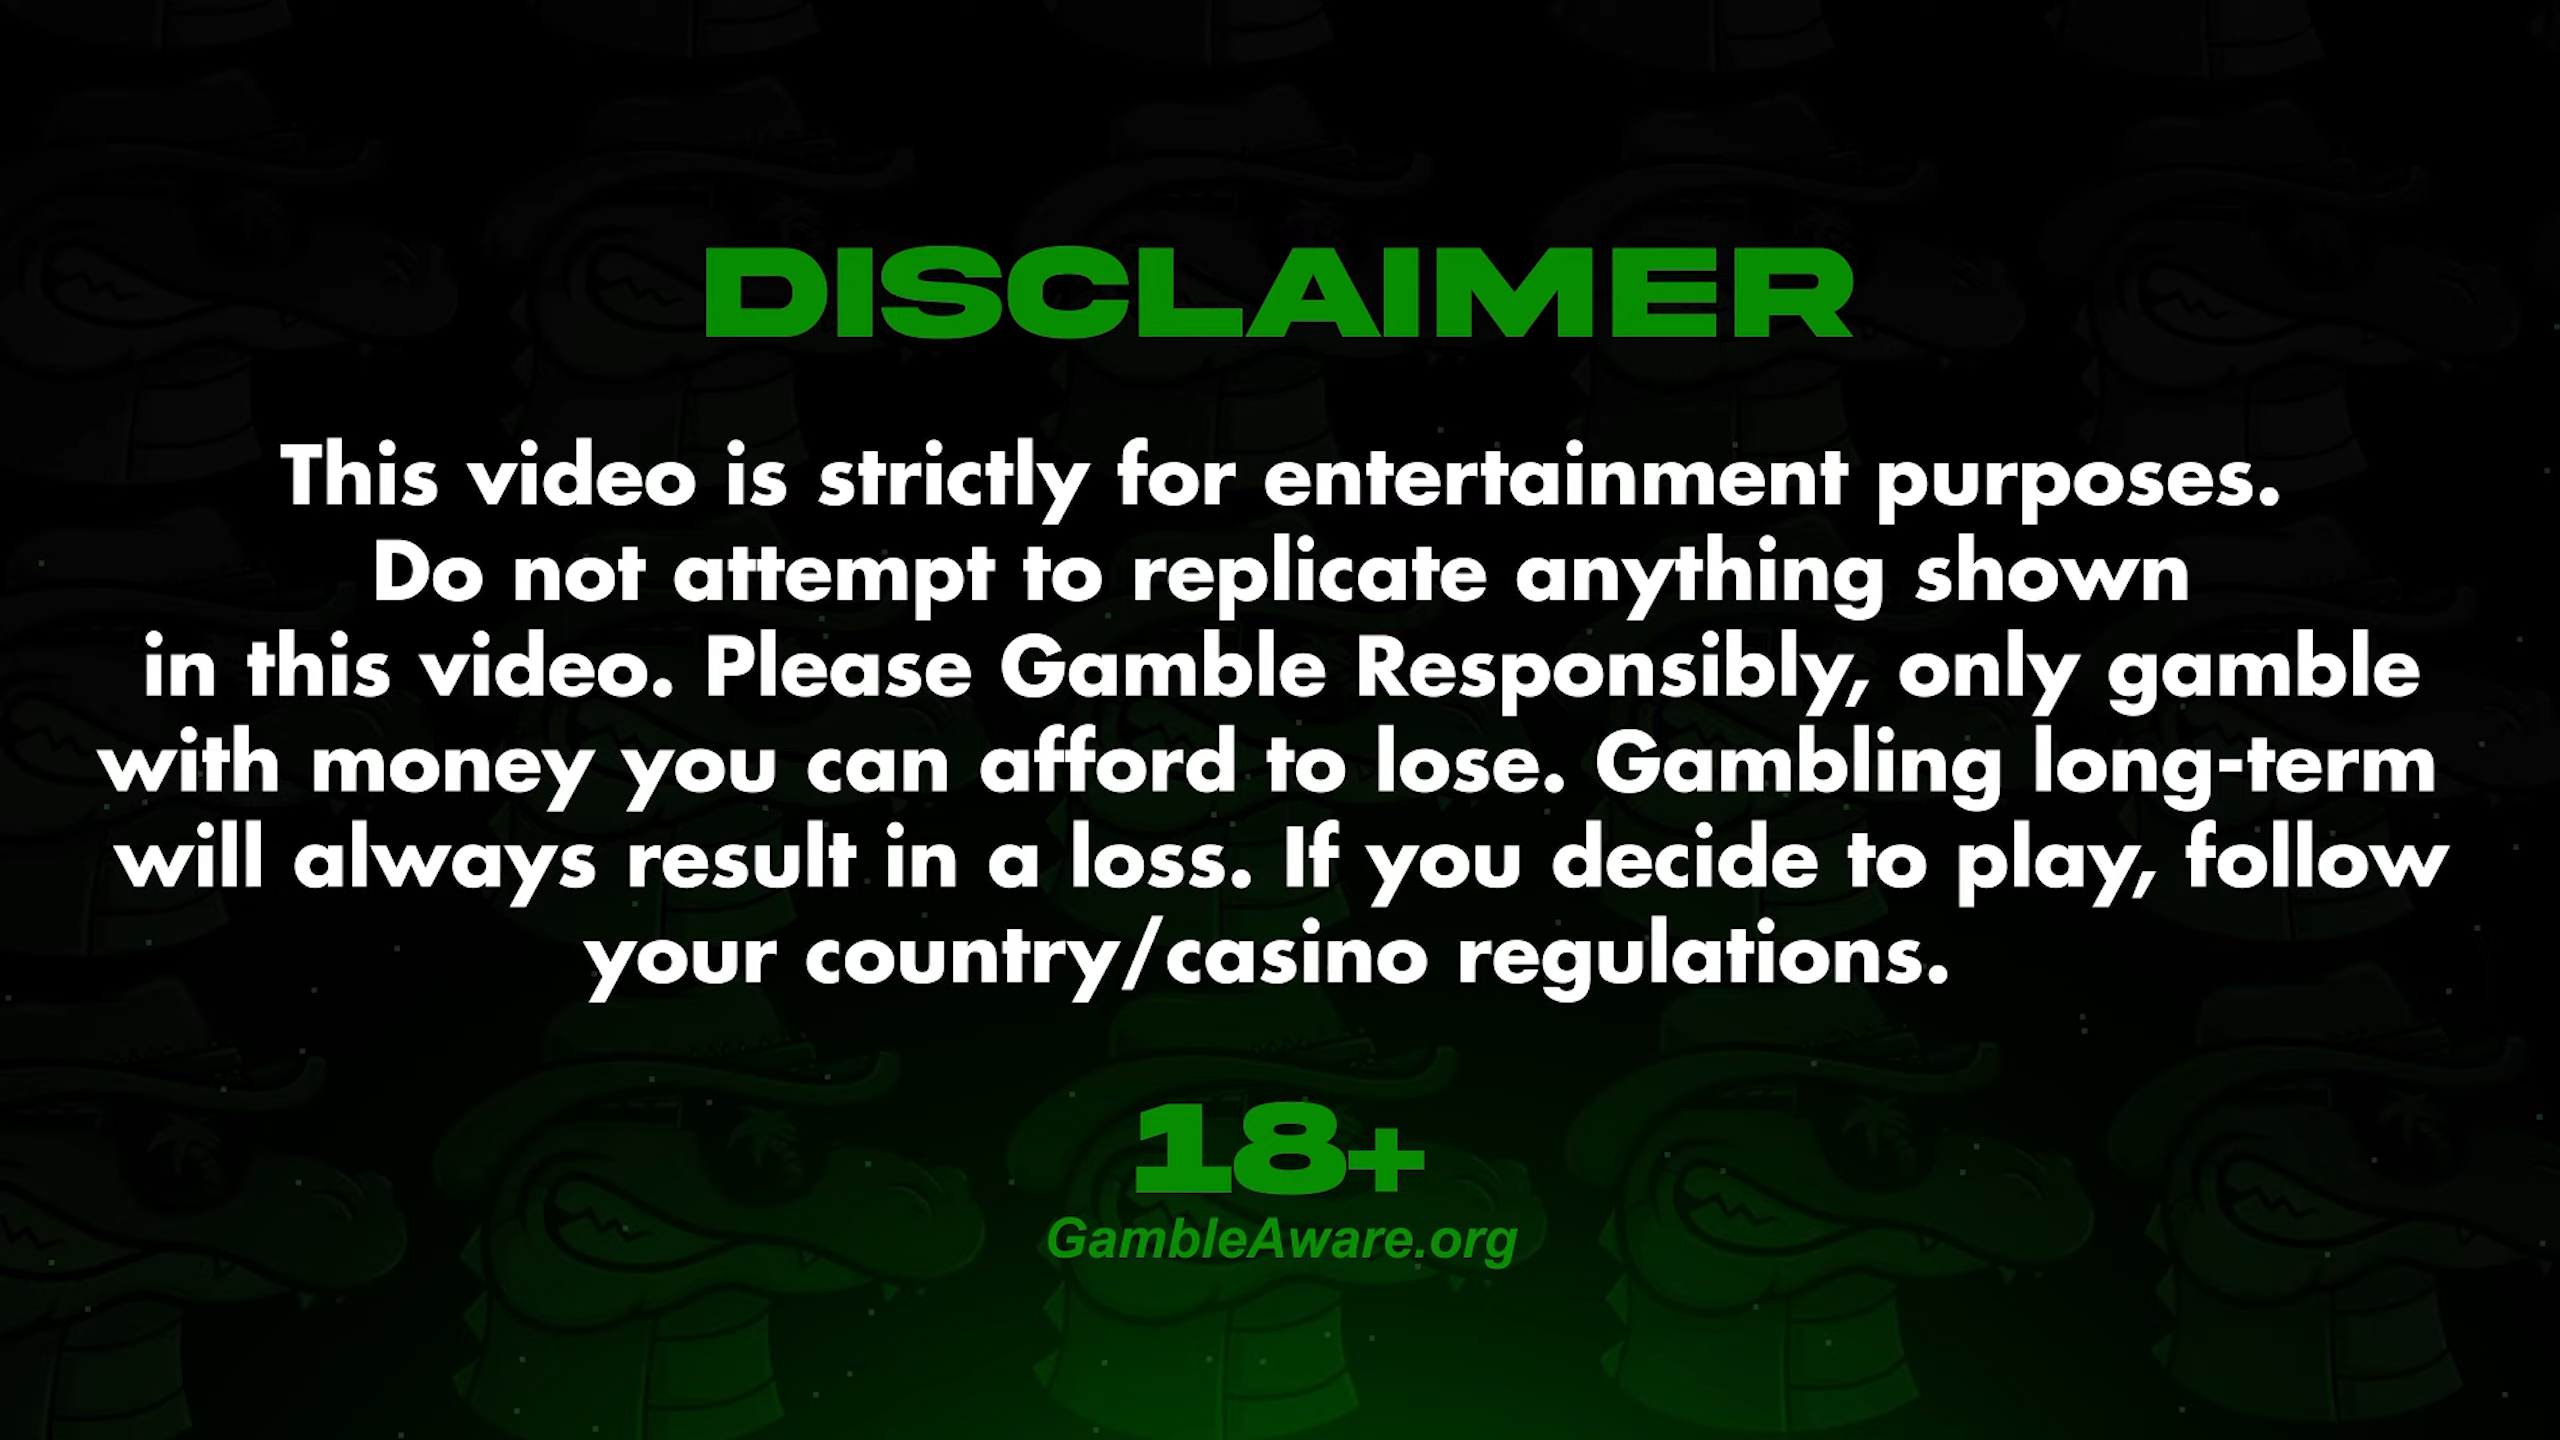 DISCLAIMER
This video is strictly for entertainment purposes.
Do not attempt to replicate anything shown
in this video. Please Gamble Responsibly, only gamble
with money you can afford to lose. Gambling long-term
will always result in a loss. If you decide to play, follow
your country/casino regulations.
18+
GambleAware.org